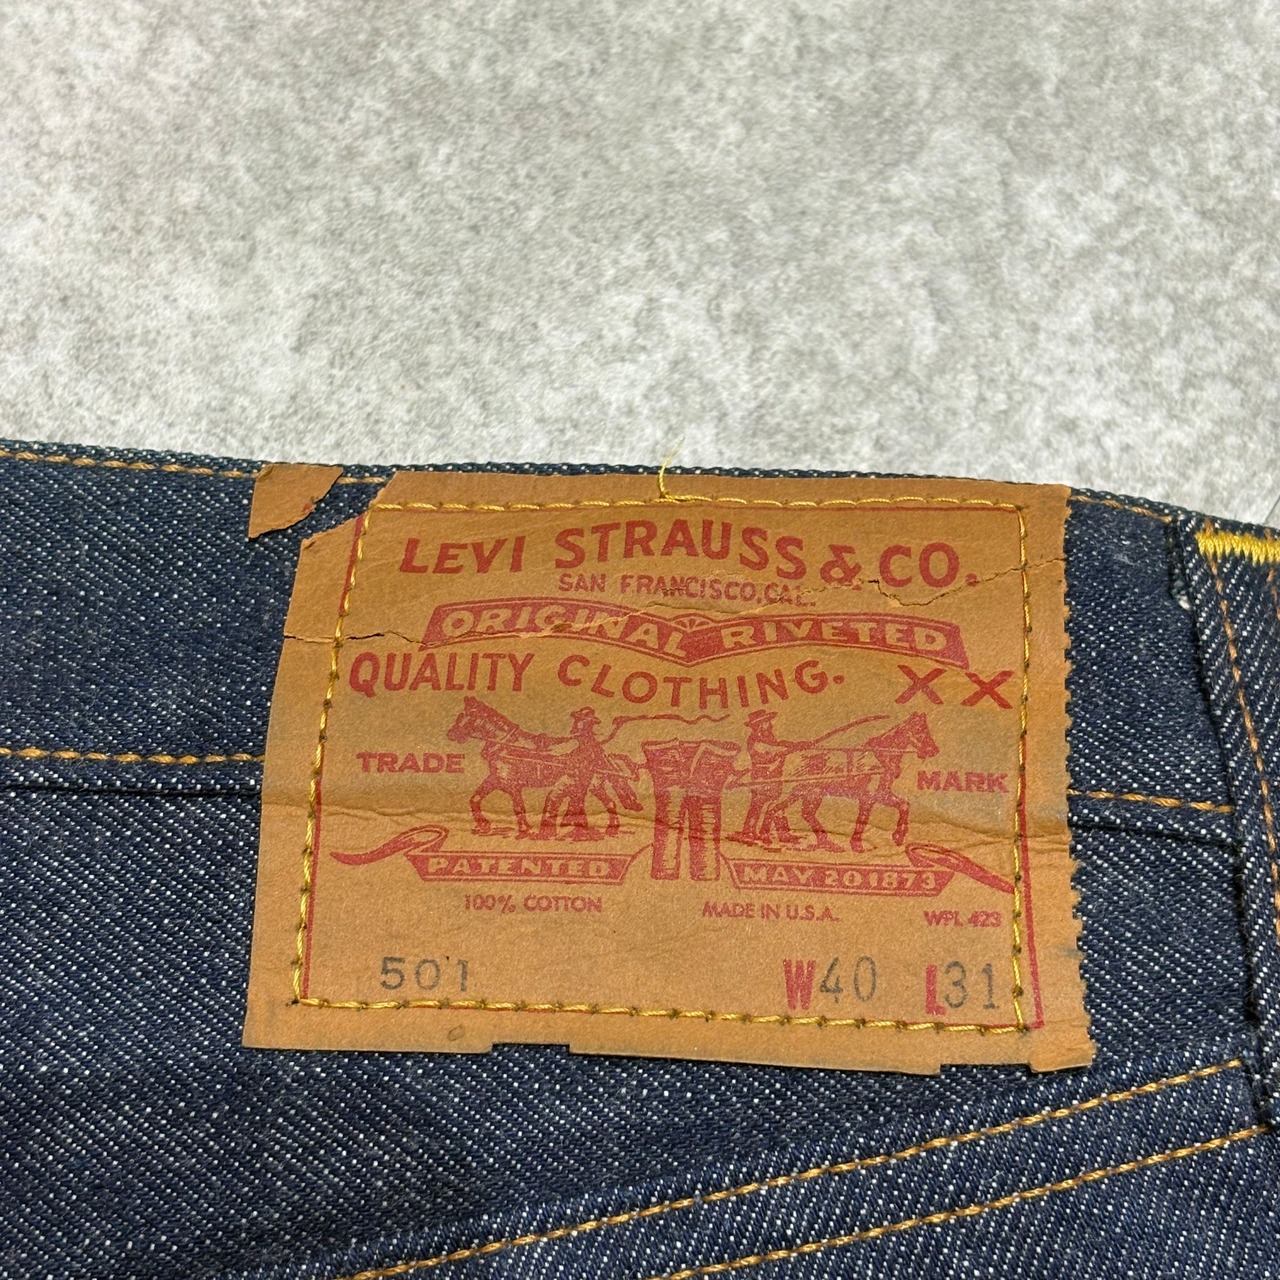 LEVI STRAUSS & CO.
SAN FRANCISCO, CAL.
ORIGINAL RIVETED
QUALITY CLOTHING. XX
TRADE MARK
PATENTED MAY 20 1873
100% COTTON MADE IN U.S.A. WPL 423
501 W40 L31